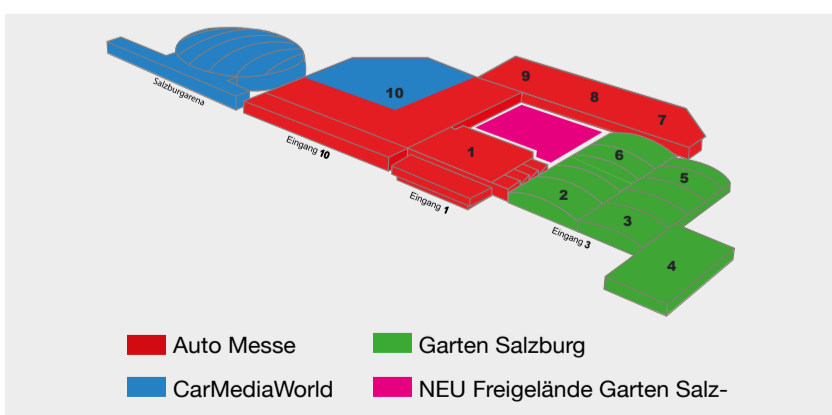 10
9
8
7
Salzburgarena
Eingang 10
1
6
5
2
Eingang 1
3
Eingang 3
4
Auto Messe
Garten Salzburg
CarMediaWorld
NEU Freigelände Garten Salz-